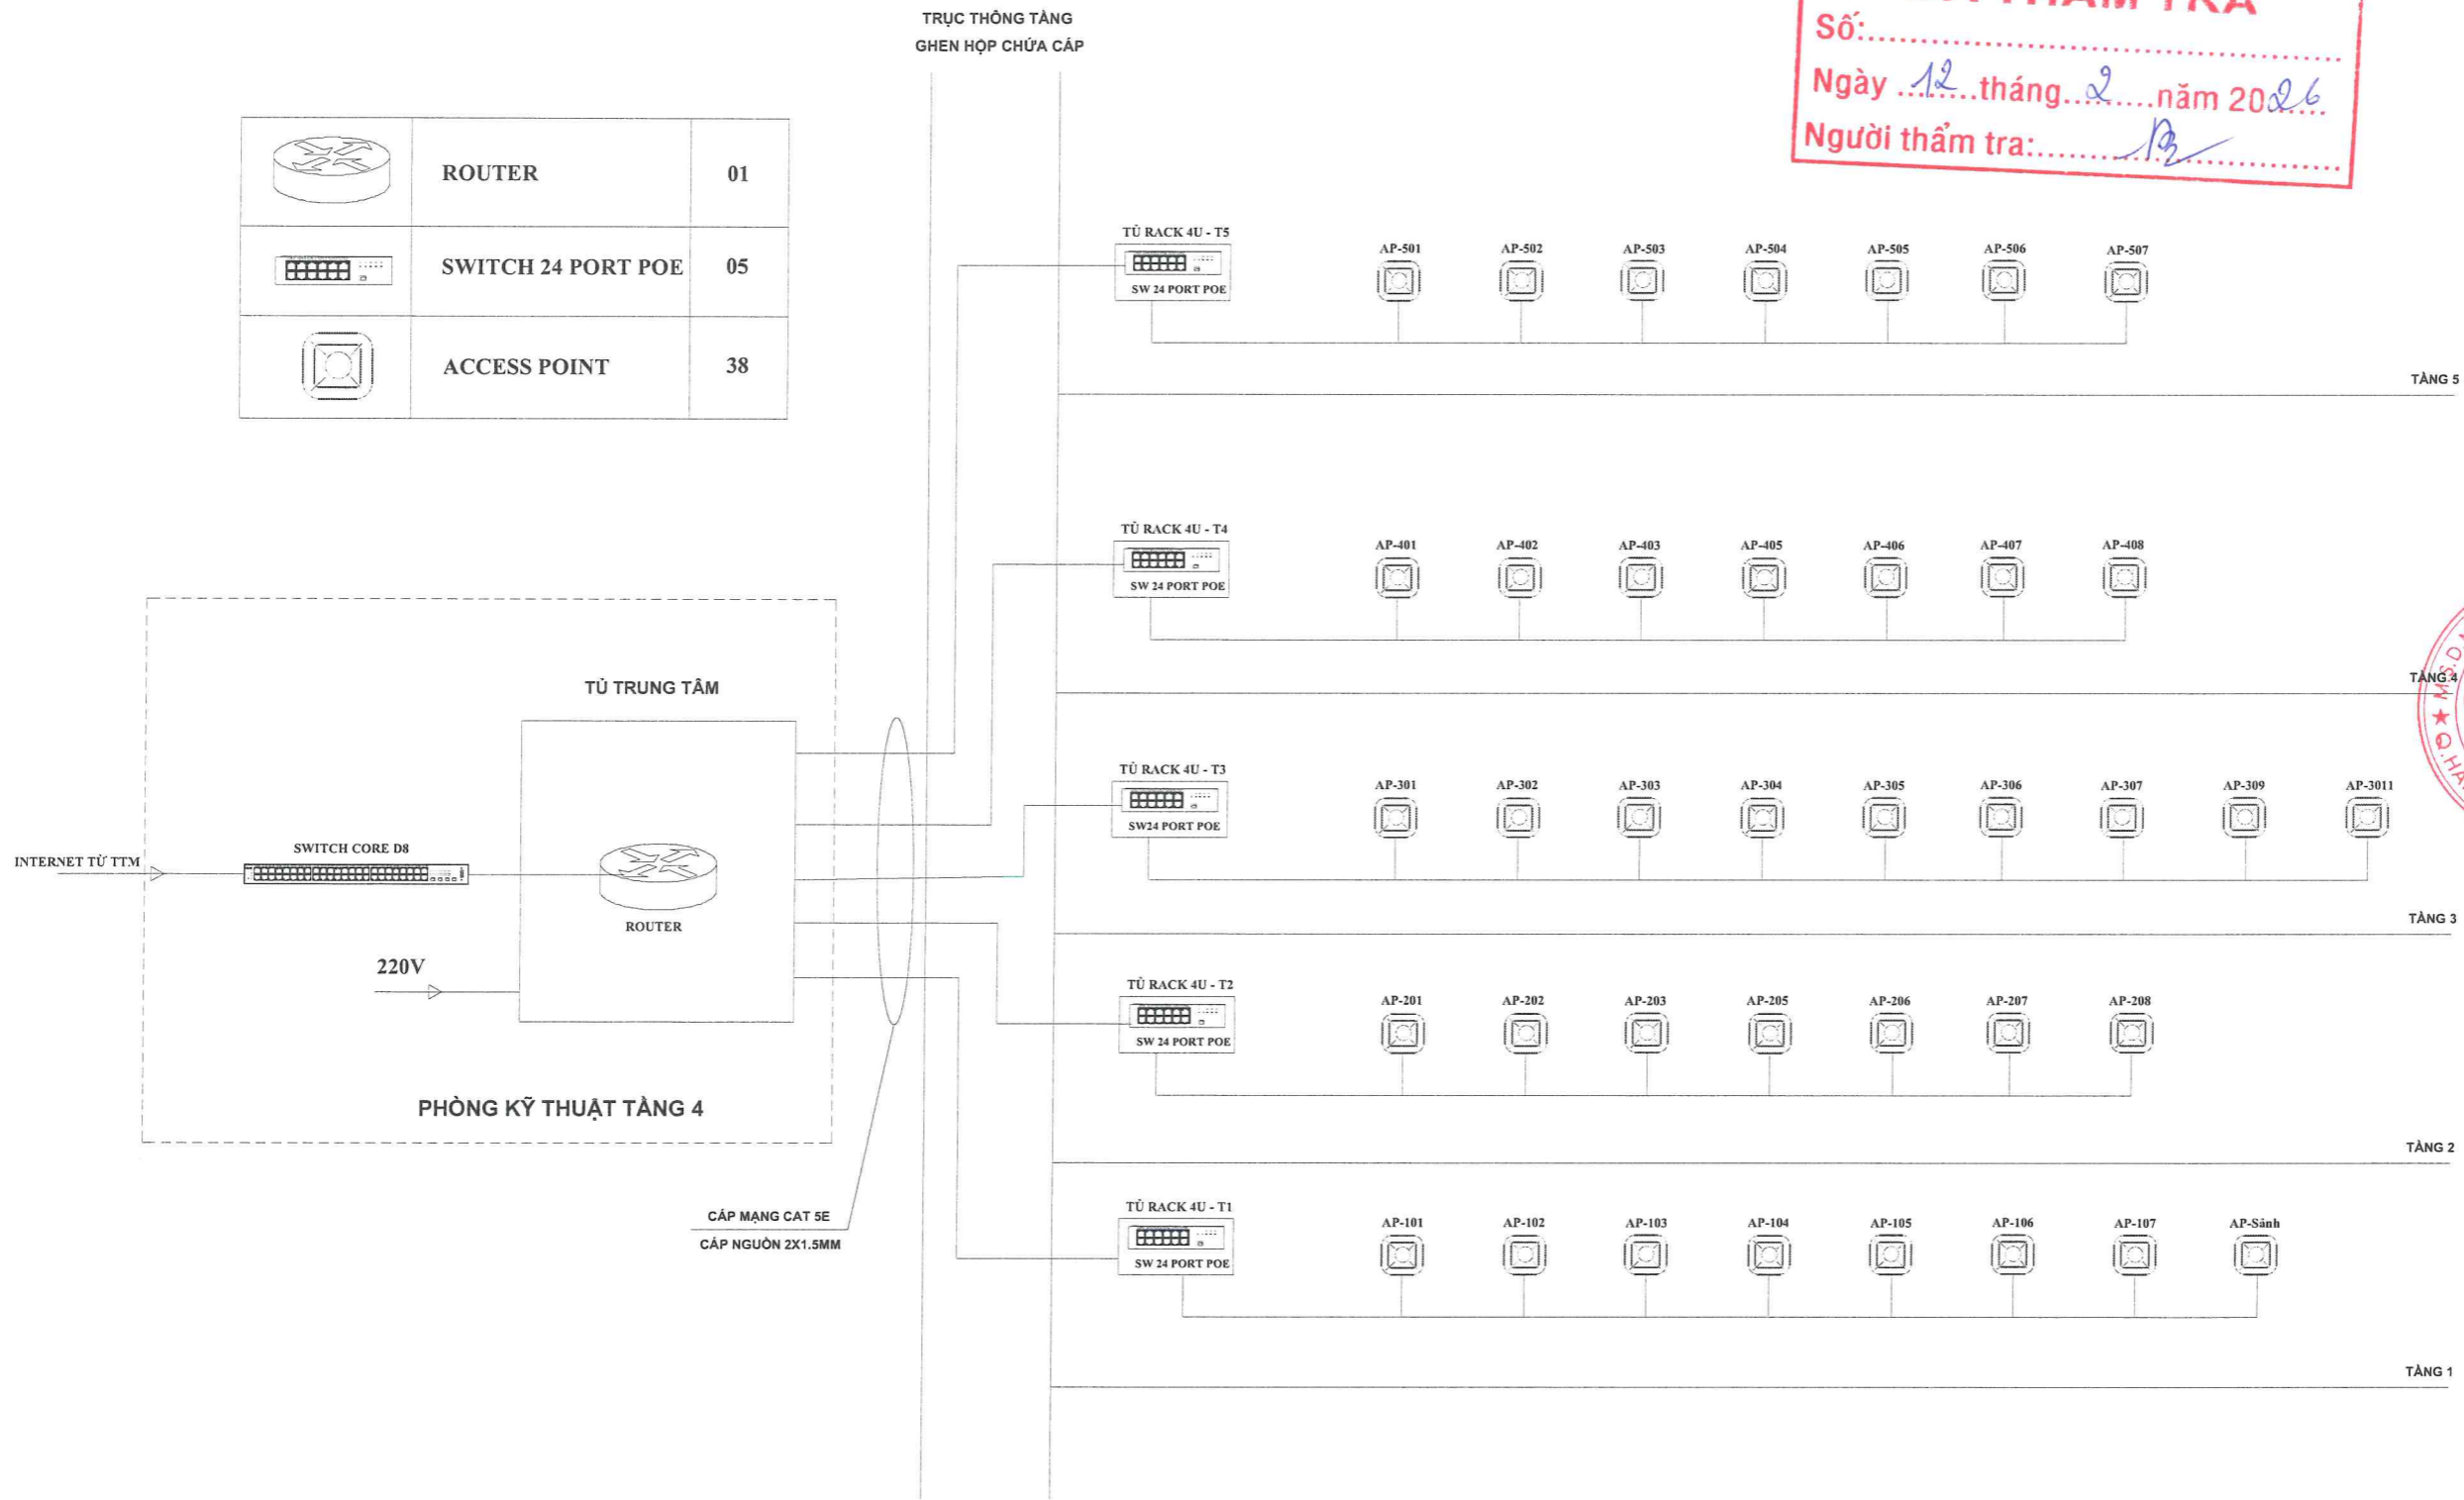 TRỤC THÔNG TẦNG
GHEN HỘP CHỨA CÁP
THẨM TRA
Số:
Ngày 12 tháng 2 năm 2026
Người thẩm tra:
ROUTER 01
SWITCH 24 PORT POE 05
ACCESS POINT 38
TỦ RACK 4U - T5
SW 24 PORT POE
AP-501 AP-502 AP-503 AP-504 AP-505 AP-506 AP-507
TẦNG 5
TỦ RACK 4U - T4
SW 24 PORT POE
AP-401 AP-402 AP-403 AP-405 AP-406 AP-407 AP-408
TẦNG 4
M.S.D.
Q.HA
TỦ TRUNG TÂM
INTERNET TỪ TTM
SWITCH CORE D8
ROUTER
220V
PHÒNG KỸ THUẬT TẦNG 4
CÁP MẠNG CAT 5E
CÁP NGUỒN 2X1.5MM
TỦ RACK 4U - T3
SW24 PORT POE
AP-301 AP-302 AP-303 AP-304 AP-305 AP-306 AP-307 AP-309 AP-3011
TẦNG 3
TỦ RACK 4U - T2
SW 24 PORT POE
AP-201 AP-202 AP-203 AP-205 AP-206 AP-207 AP-208
TẦNG 2
TỦ RACK 4U - T1
SW 24 PORT POE
AP-101 AP-102 AP-103 AP-104 AP-105 AP-106 AP-107 AP-Sảnh
TẦNG 1